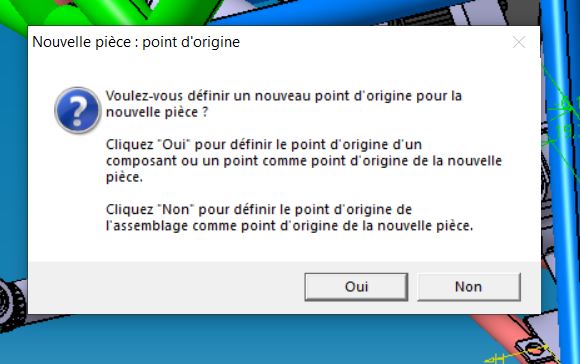 Nouvelle pièce : point d'origine
Voulez-vous définir un nouveau point d'origine pour la
nouvelle pièce ?
Cliquez "Oui" pour définir le point d'origine d'un
composant ou un point comme point d'origine de la nouvelle
pièce.
Cliquez "Non" pour définir le point d'origine de
l'assemblage comme point d'origine de la nouvelle pièce.
Oui
Non